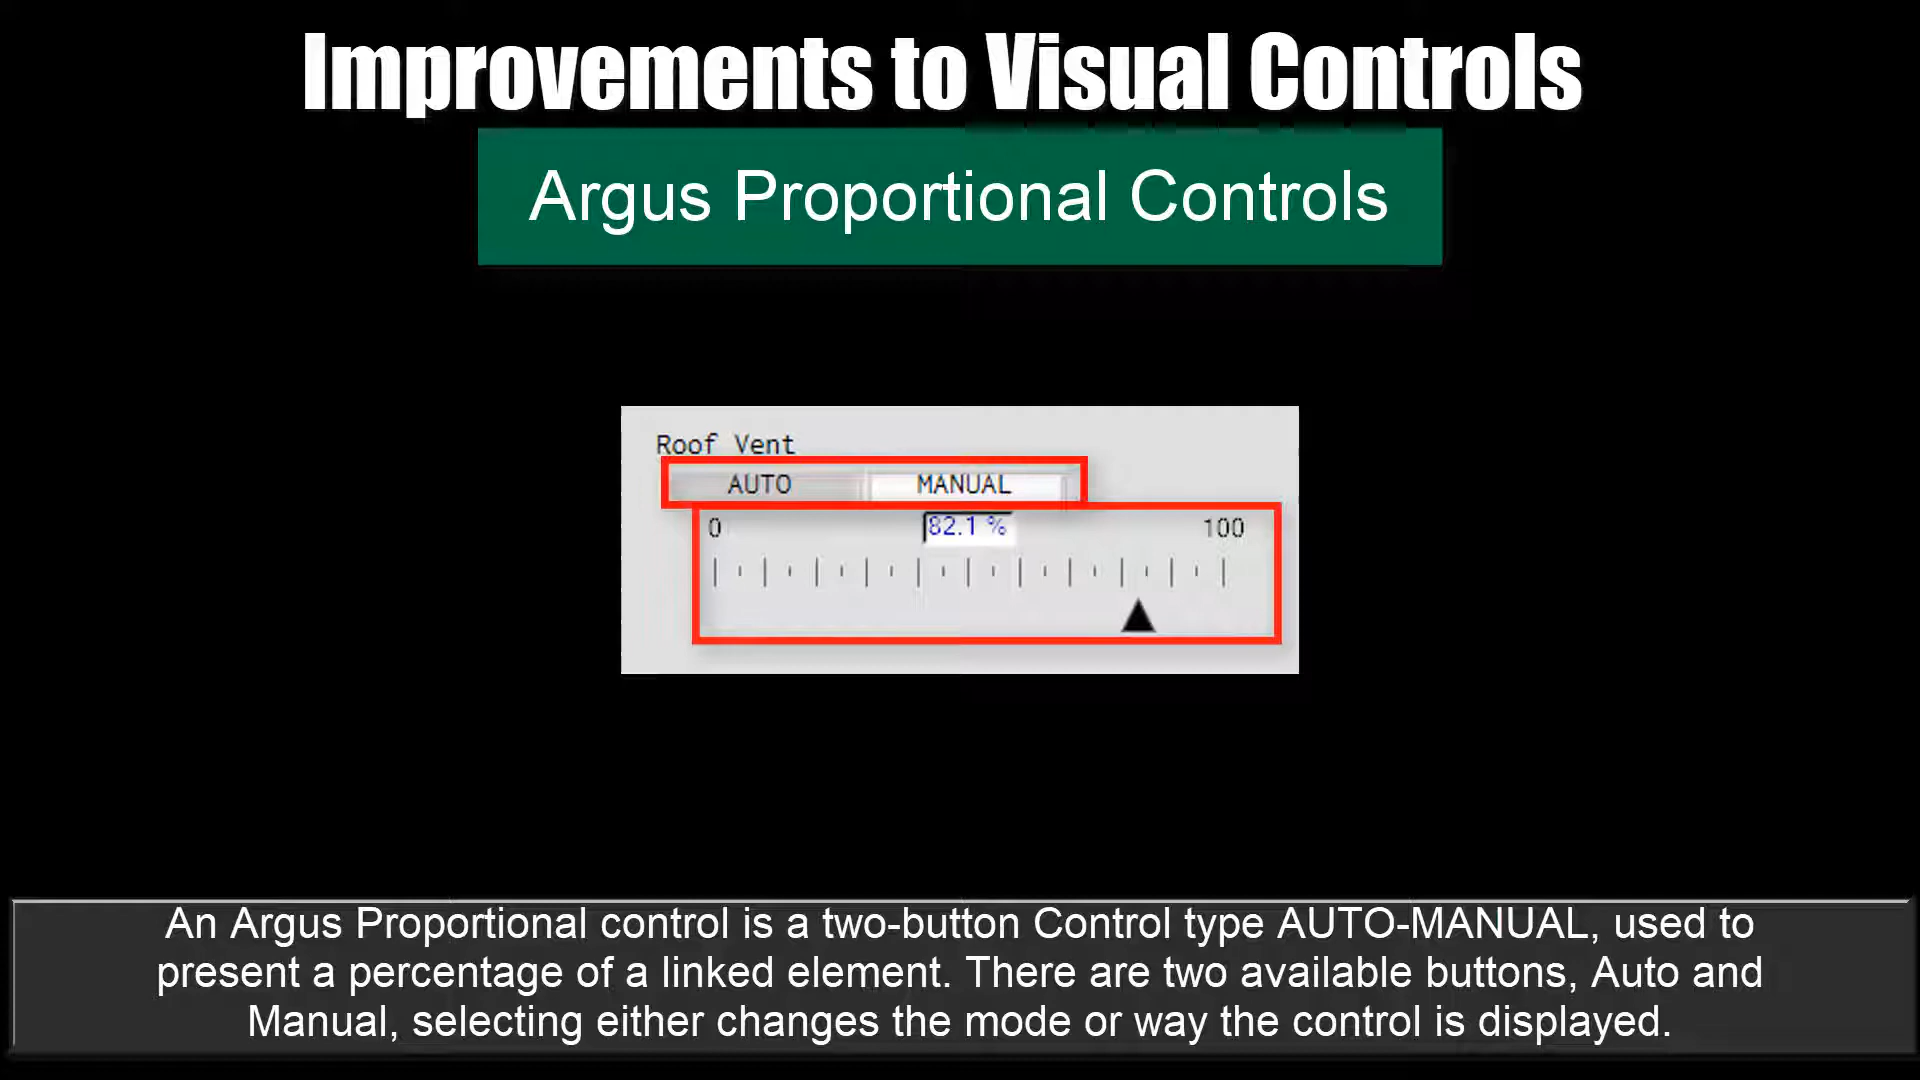 Improvements to Visual Controls
Argus Proportional Controls
Roof Vent
AUTO MANUAL
0 82.1 % 100
An Argus Proportional control is a two-button Control type AUTO-MANUAL, used to
present a percentage of a linked element. There are two available buttons, Auto and
Manual, selecting either changes the mode or way the control is displayed.